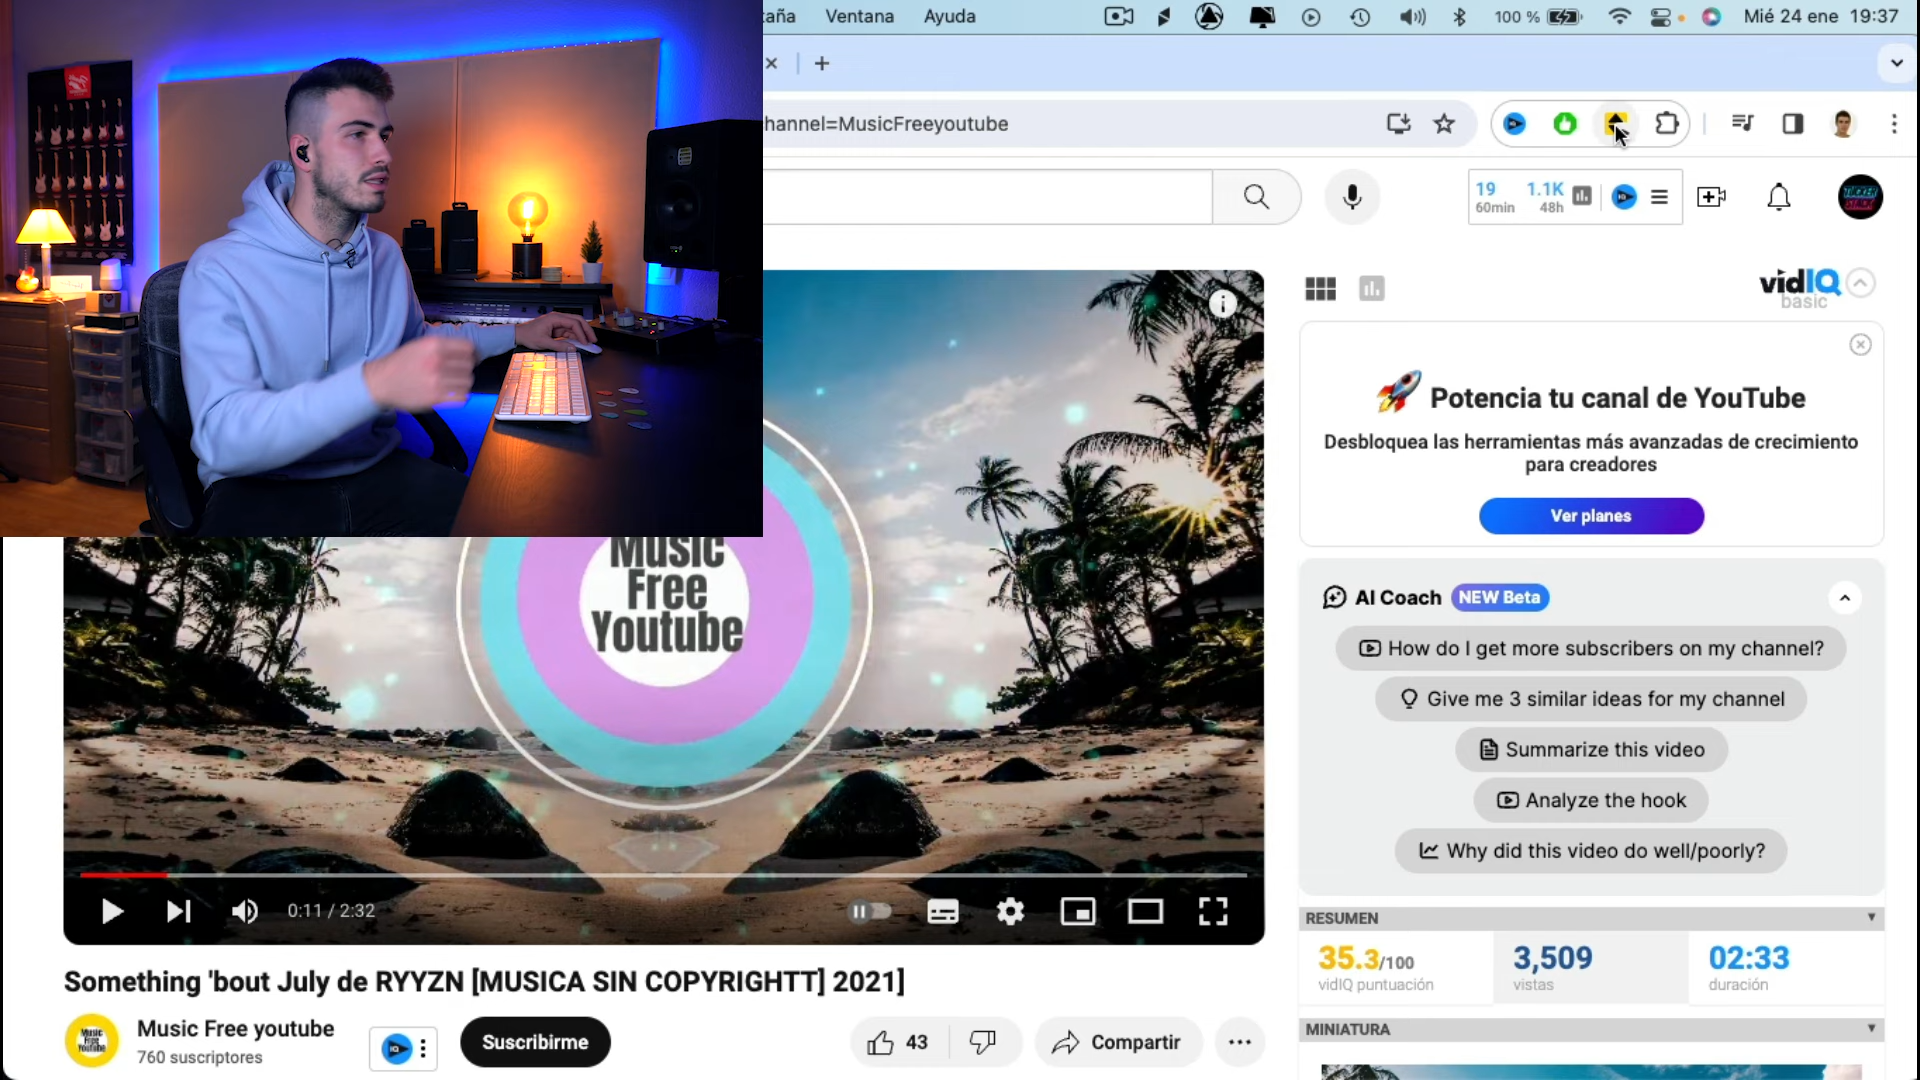 Ventana Ayuda
100 %
Mié 24 ene 19:37
hannel=MusicFreeyoutube
19
60min
1.1K
48h
vidIQ
basic
Potencia tu canal de YouTube
Desbloquea las herramientas más avanzadas de crecimiento
para creadores
Ver planes
AI Coach NEW Beta
How do I get more subscribers on my channel?
Give me 3 similar ideas for my channel
Summarize this video
Analyze the hook
Why did this video do well/poorly?
RESUMEN
35.3/100
vidIQ puntuación
3,509
vistas
02:33
duración
MINIATURA
Music
Free
Youtube
0:11 / 2:32
Something 'bout July de RYYZN [MUSICA SIN COPYRIGHTT] 2021]
Music
Free
Youtube
Music Free youtube
760 suscriptores
Suscribirme
43
Compartir